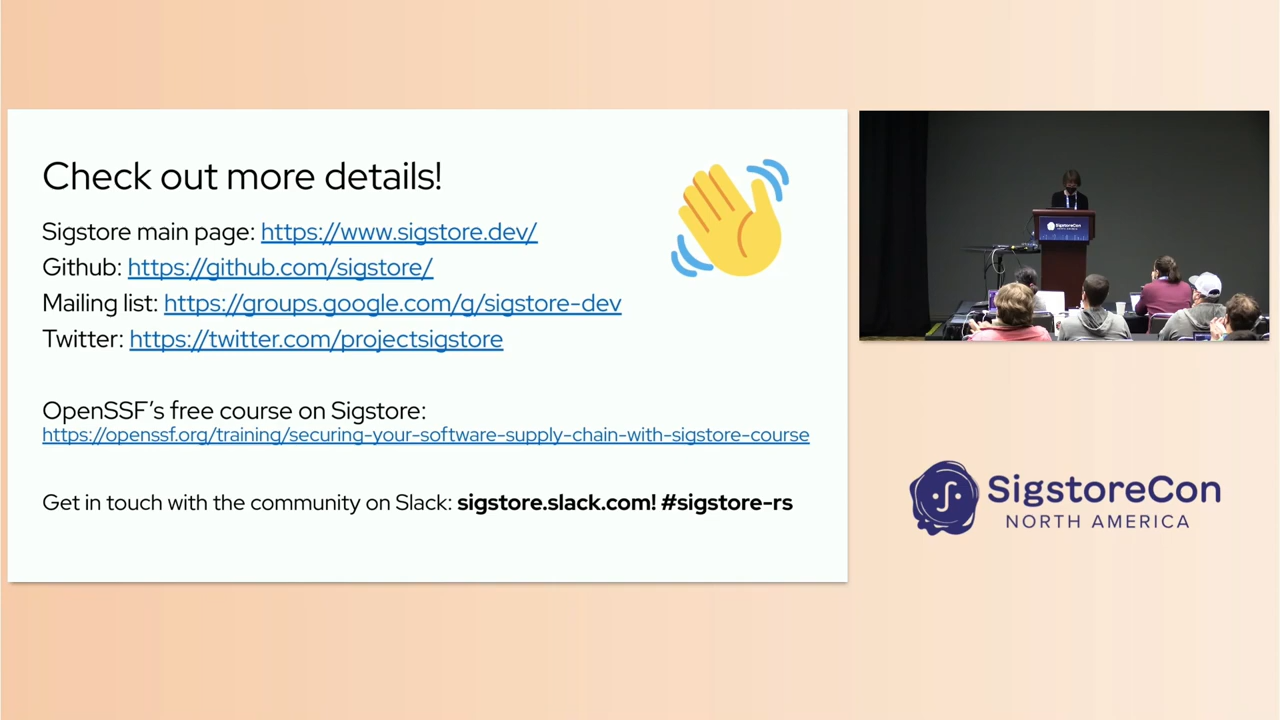 Check out more details!
Sigstore main page: https://www.sigstore.dev/
Github: https://github.com/sigstore/
Mailing list: https://groups.google.com/g/sigstore-dev
Twitter: https://twitter.com/projectsigstore
OpenSSF’s free course on Sigstore:
https://openssf.org/training/securing-your-software-supply-chain-with-sigstore-course
Get in touch with the community on Slack: sigstore.slack.com! #sigstore-rs
SigstoreCon
SigstoreCon
NORTH AMERICA